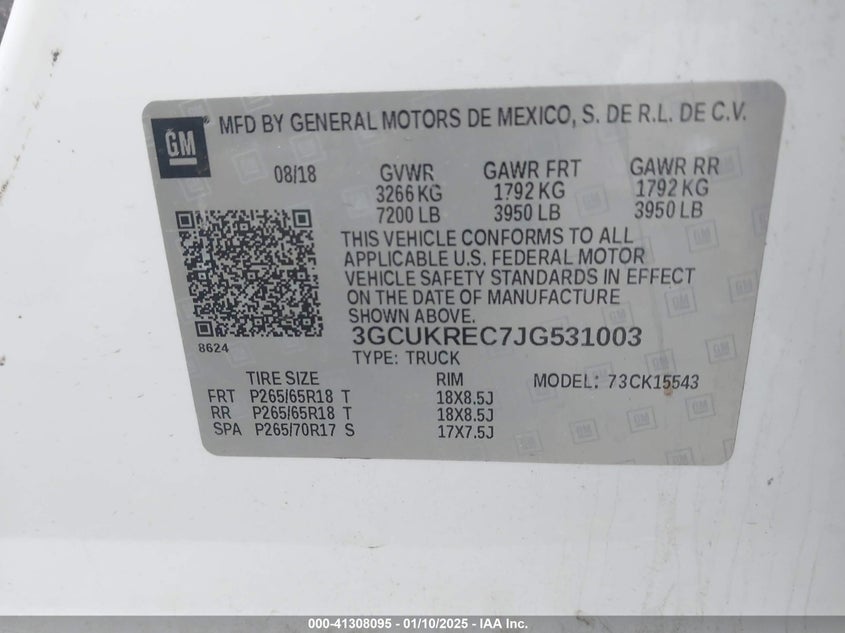 GM
MFD BY GENERAL MOTORS DE MEXICO, S. DE R.L. DE C.V.
08/18 GVWR GAWR FRT GAWR RR
3266 KG 1792 KG 1792 KG
7200 LB 3950 LB 3950 LB
THIS VEHICLE CONFORMS TO ALL
APPLICABLE U.S. FEDERAL MOTOR
VEHICLE SAFETY STANDARDS IN EFFECT
ON THE DATE OF MANUFACTURE
SHOWN ABOVE.
8624
3GCUKREC7JG531003
TYPE: TRUCK
TIRE SIZE RIM MODEL: 73CK15543
FRT P265/65R18 T 18X8.5J
RR P265/65R18 T 18X8.5J
SPA P265/70R17 S 17X7.5J
000-41308095 - 01/10/2025 - IAA Inc.